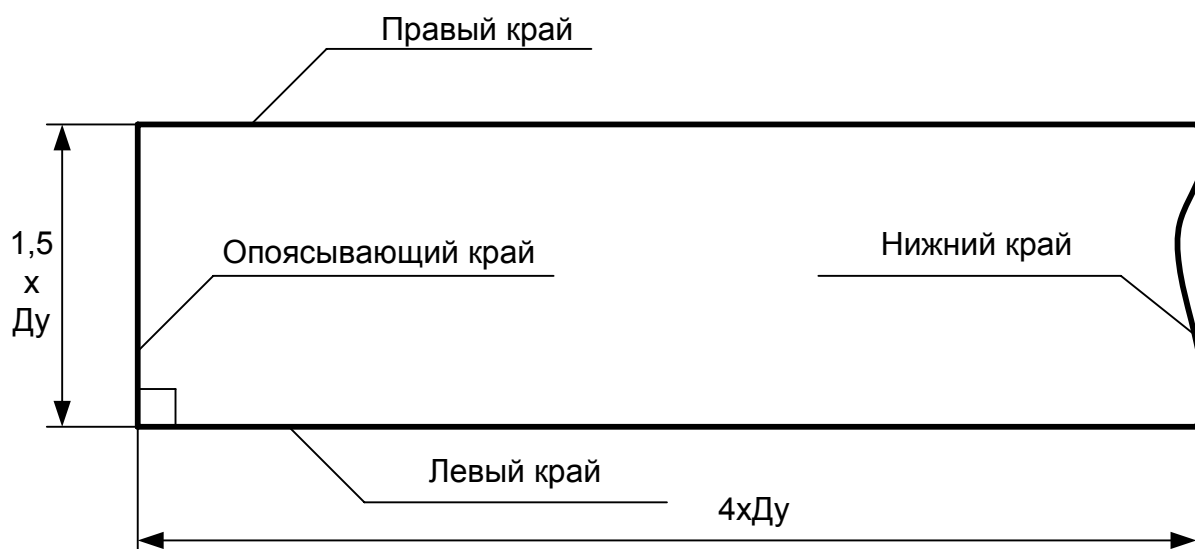 Правый край
1,5
х
Ду
Опоясывающий край
Нижний край
Левый край
4хДу